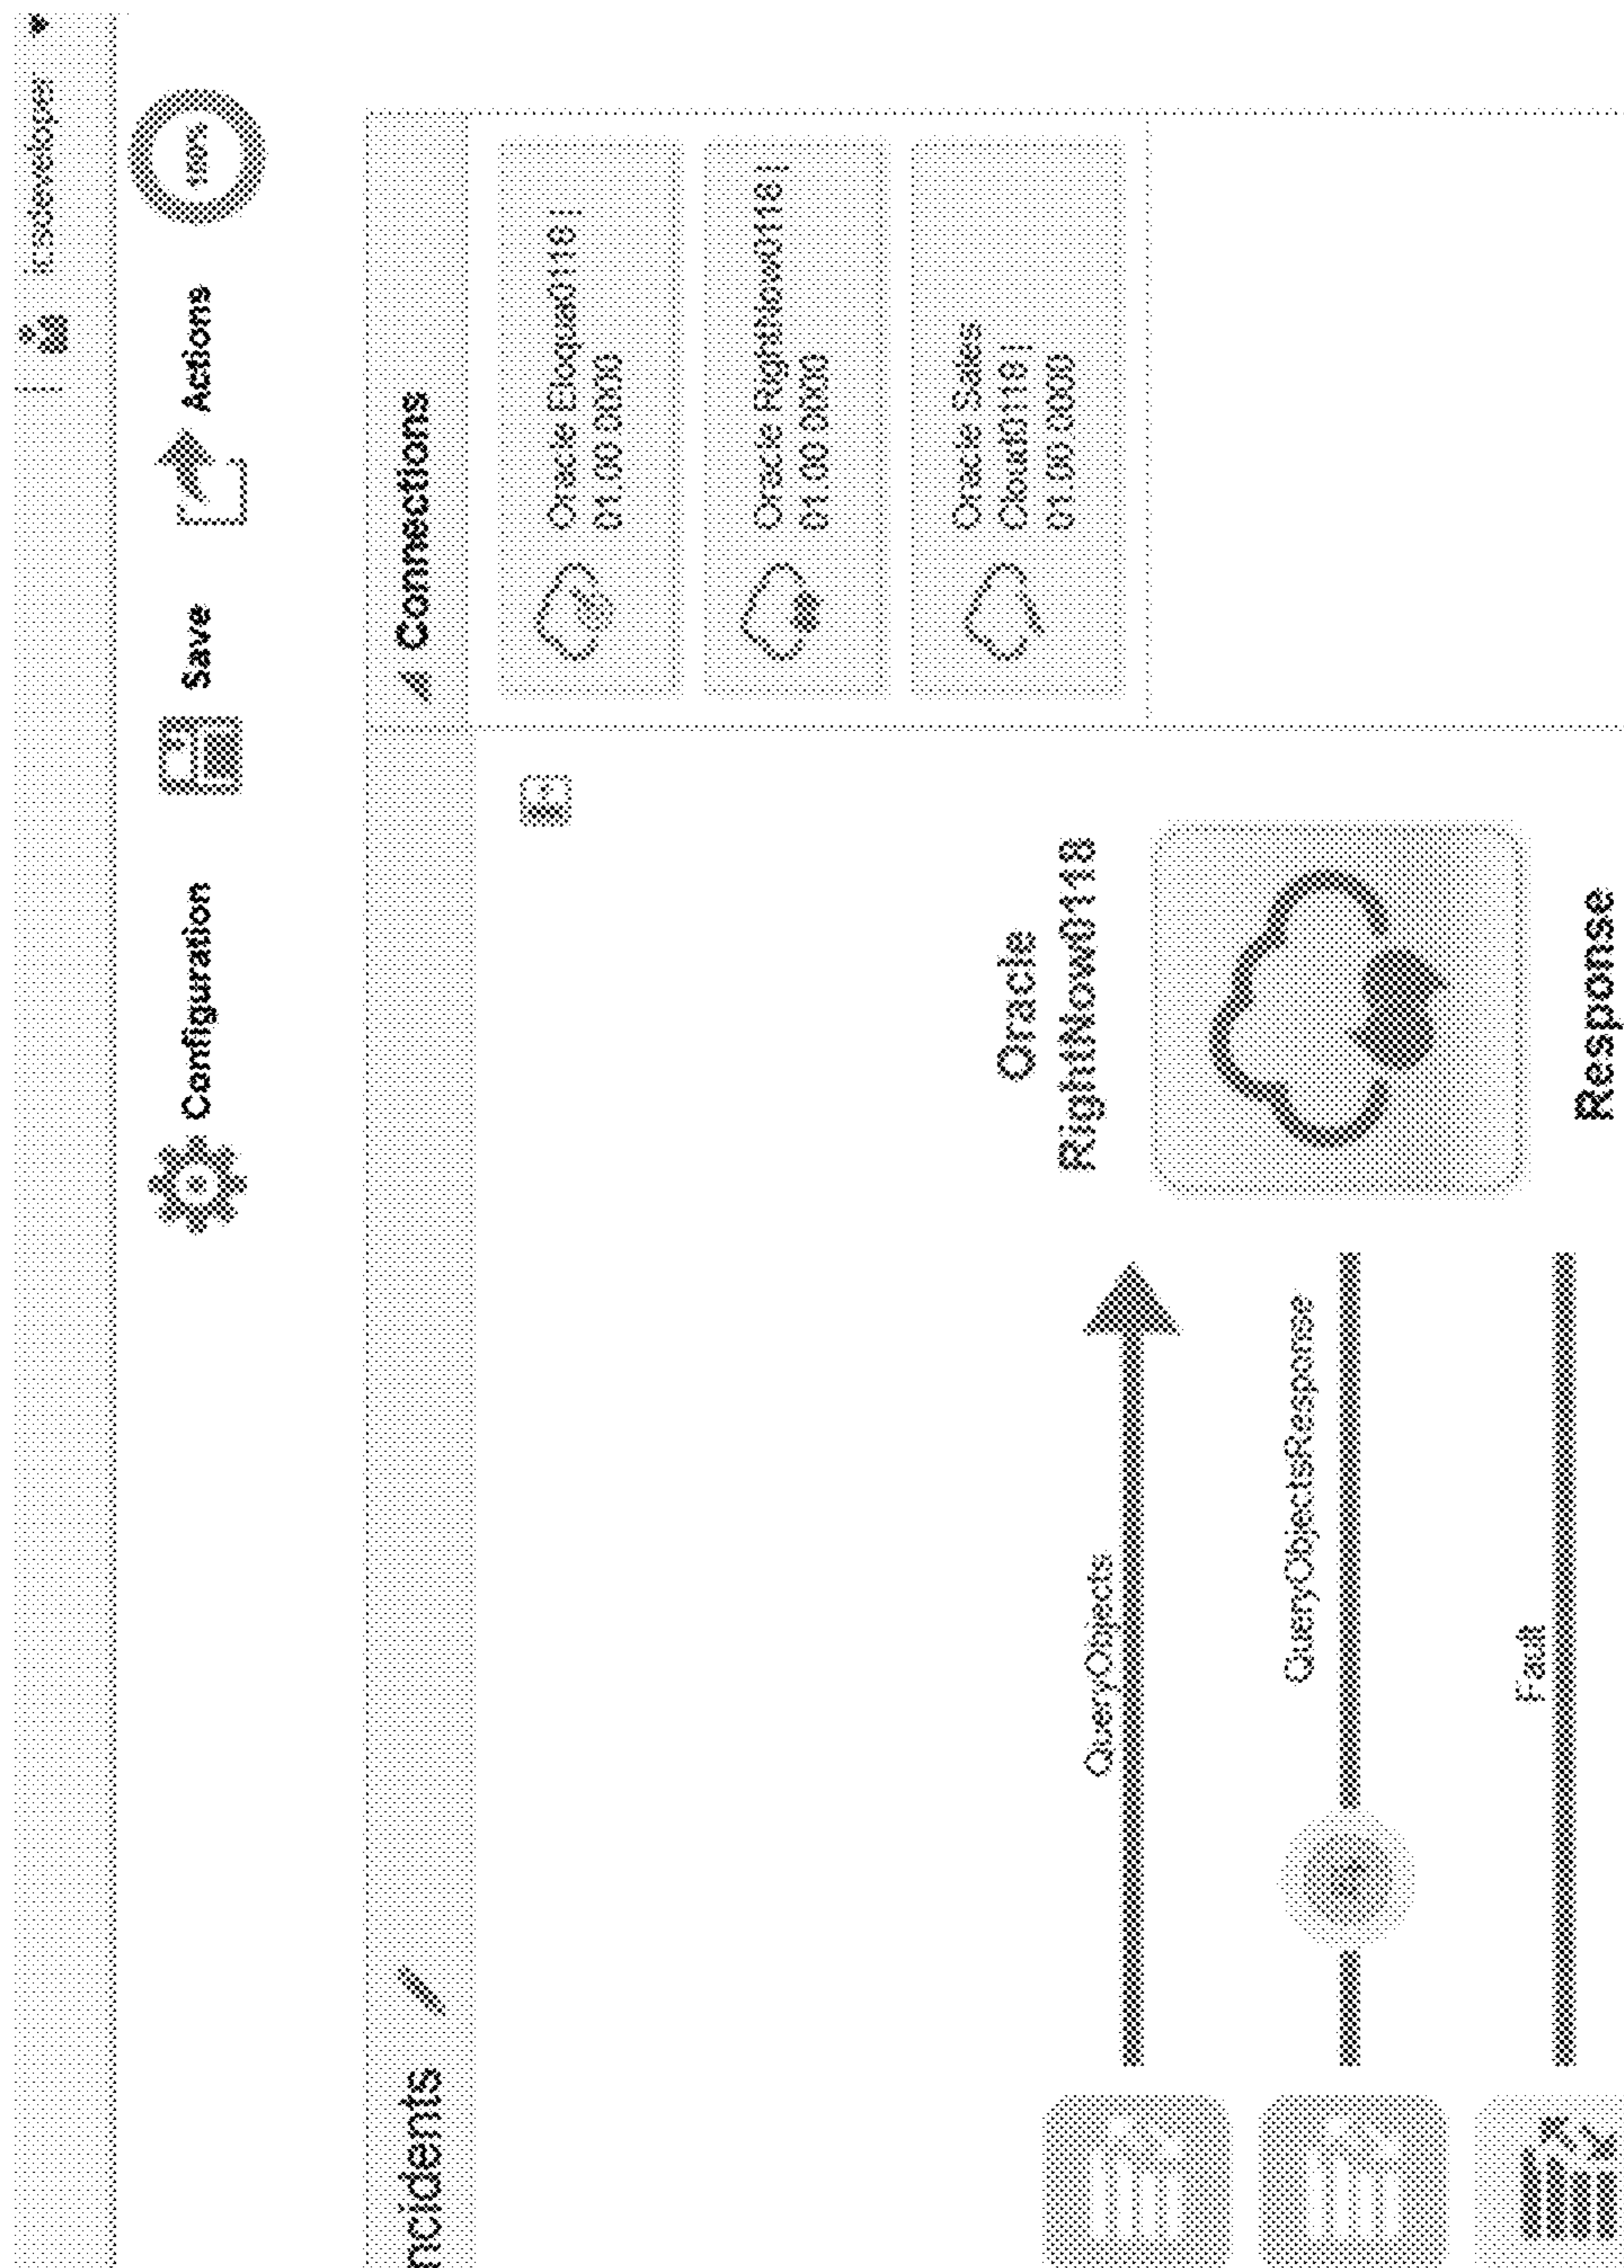 Configuration
Save
Actions
ncidents
Connections
Oracle Eloqua0118 |
01.00.0000
Oracle RightNow0118 |
01.00.0000
Oracle Sales
Cloud0118 |
01.00.0000
Oracle
RightNow0118
QueryObjects
QueryObjectsResponse
Fault
Response